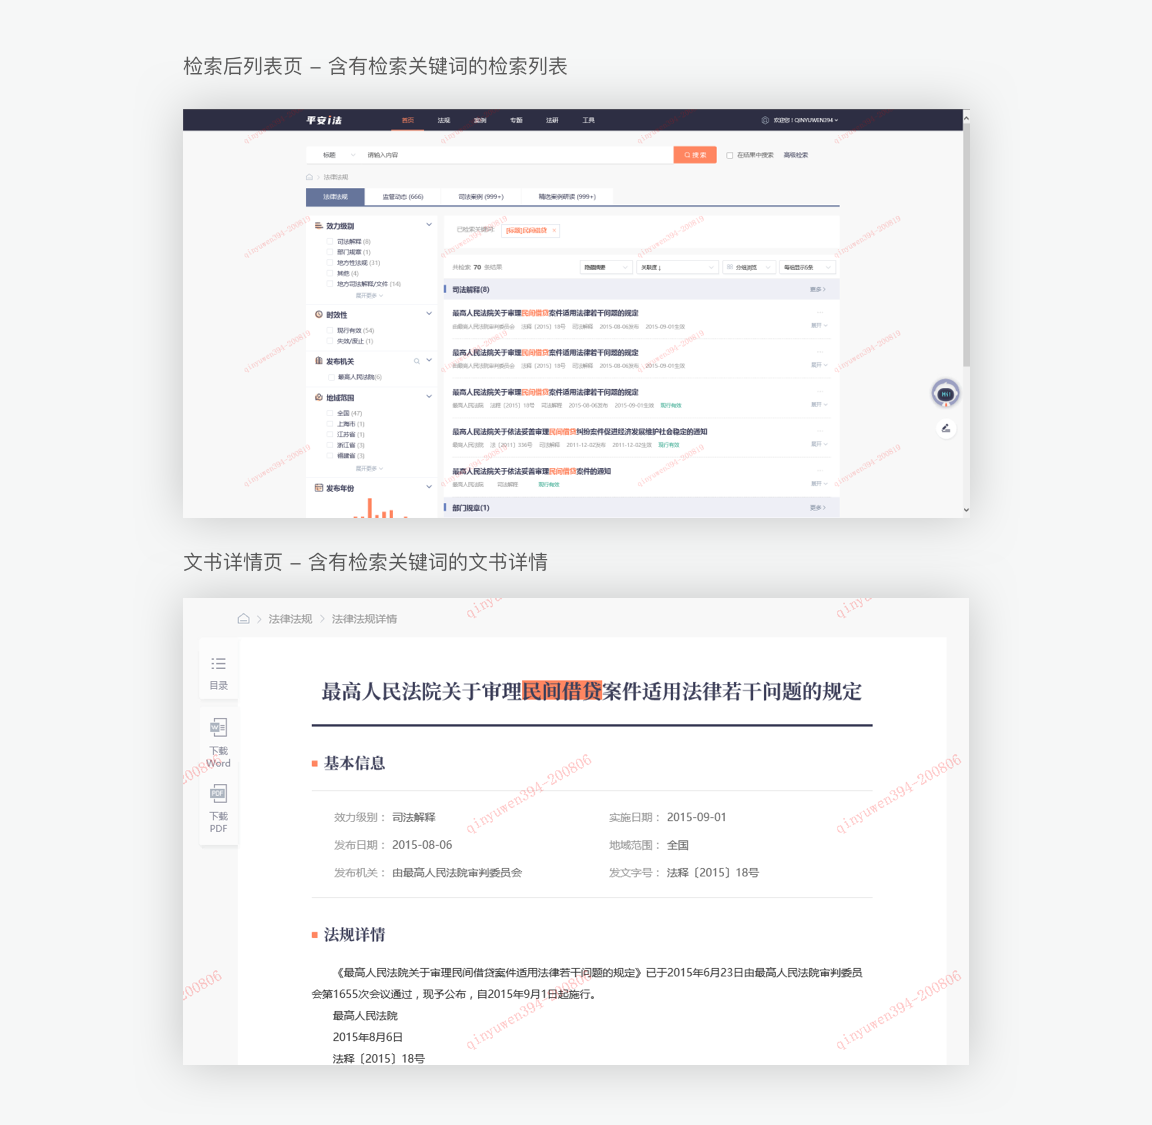 检索后列表页 – 含有检索关键词的检索列表
平安i法 首页 法规 案例 专题 法研 工具 欢迎您！QINYUWEN394
标题 请输入内容 搜索 在结果中搜索 高级检索
法律法规
法律法规 监管动态 (666) 司法案例 (999+) 精选案例研读 (999+)
效力级别
司法解释 (8)
部门规章 (1)
地方性法规 (31)
其他 (4)
地方司法解释/文件 (14)
展开更多
时效性
现行有效 (54)
失效/废止 (1)
发布机关
最高人民法院(6)
地域范围
全国 (47)
上海市 (1)
江苏省 (1)
浙江省 (3)
福建省 (3)
展开更多
发布年份
已检索关键词: [标题]民间借贷 ×
共检索 70 条结果 隐藏摘要 关联度↓ 分组浏览 每组显示5条
司法解释(8) 更多
最高人民法院关于审理民间借贷案件适用法律若干问题的规定
由最高人民法院审判委员会 法释〔2015〕18号 司法解释 2015-08-06发布 2015-09-01生效 展开
最高人民法院关于审理民间借贷案件适用法律若干问题的规定
由最高人民法院审判委员会 法释〔2015〕18号 司法解释 2015-08-06发布 2015-09-01生效 展开
最高人民法院关于审理民间借贷案件适用法律若干问题的规定
最高人民法院 法释〔2015〕18号 司法解释 2015-08-06发布 2015-09-01生效 现行有效 展开
最高人民法院关于依法妥善审理民间借贷纠纷案件促进经济发展维护社会稳定的通知
最高人民法院 法〔2011〕336号 司法解释 2011-12-02发布 2011-12-02生效 现行有效 展开
最高人民法院关于依法妥善审理民间借贷案件的通知
最高人民法院 司法解释 现行有效 展开
部门规章(1) 更多
文书详情页 – 含有检索关键词的文书详情
法律法规 法律法规详情
目录
下载
Word
下载
PDF
最高人民法院关于审理民间借贷案件适用法律若干问题的规定
基本信息
效力级别： 司法解释 实施日期： 2015-09-01
发布日期： 2015-08-06 地域范围： 全国
发布机关： 由最高人民法院审判委员会 发文字号： 法释〔2015〕18号
法规详情
《最高人民法院关于审理民间借贷案件适用法律若干问题的规定》已于2015年6月23日由最高人民法院审判委员
会第1655次会议通过，现予公布，自2015年9月1日起施行。
最高人民法院
2015年8月6日
法释〔2015〕18号
qinyuwen394-200806